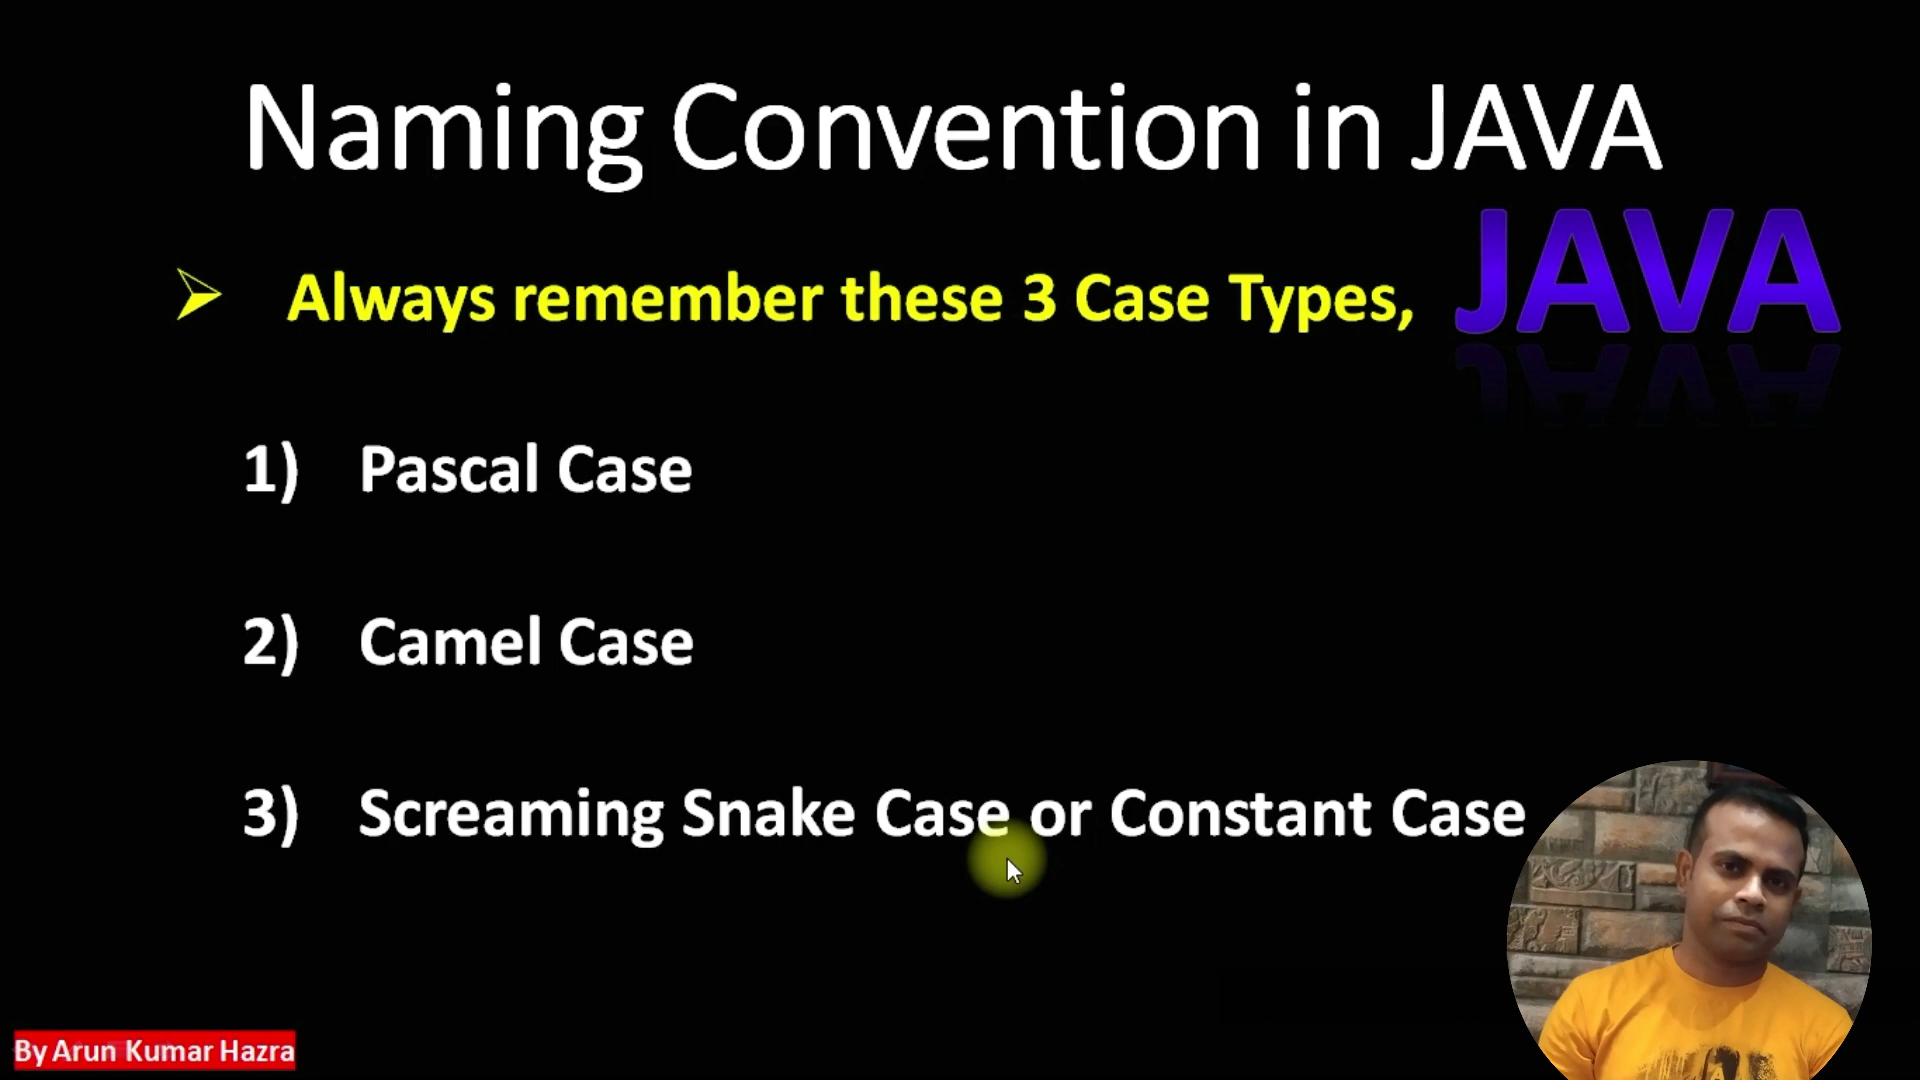 Naming Convention in JAVA
Always remember these 3 Case Types,
JAVA
1) Pascal Case
2) Camel Case
3) Screaming Snake Case or Constant Case
By Arun Kumar Hazra